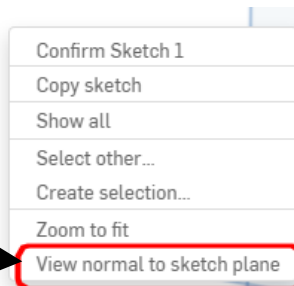 Confirm Sketch 1
Copy sketch
Show all
Select other...
Create selection...
Zoom to fit
View normal to sketch plane